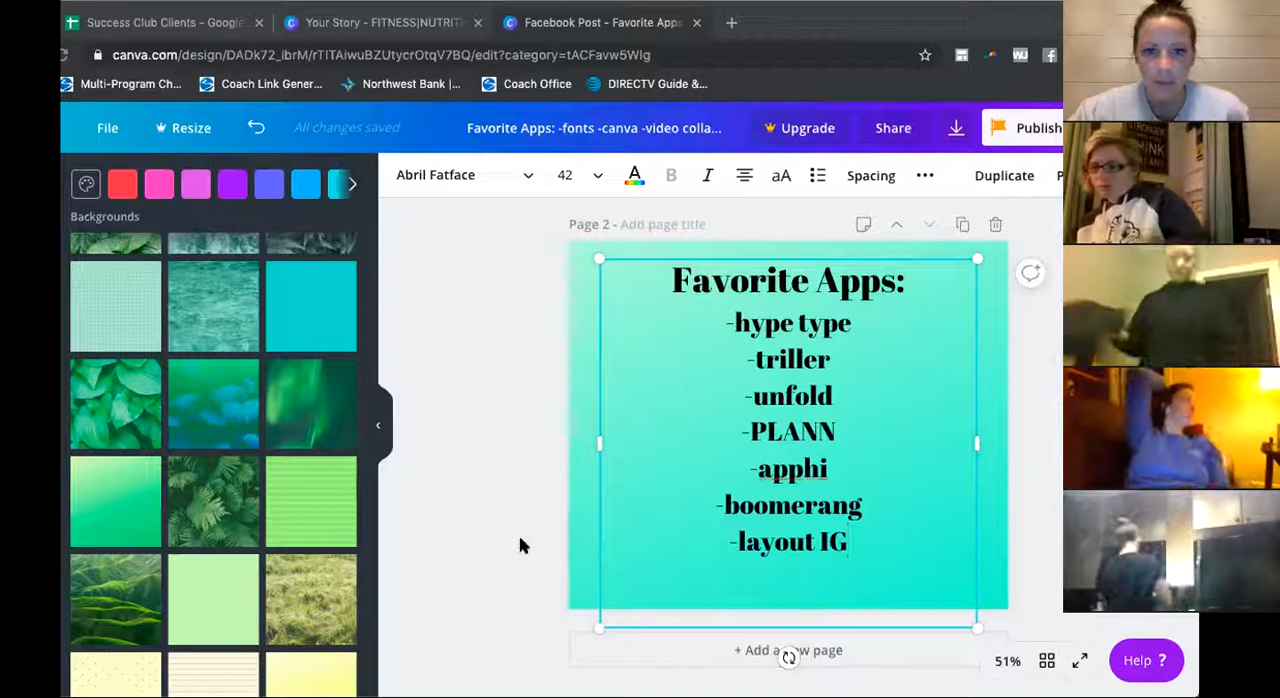 Success Club Clients - Google
Your Story - FITNESS|NUTRITI
Facebook Post - Favorite Apps
canva.com/design/DADk72_ibrM/rTITAiwuBZUtycrOtqV7BQ/edit?category=tACFavw5WIg
Multi-Program Ch...
Coach Link Gener...
Northwest Bank |...
Coach Office
DIRECTV Guide &...
File
Resize
All changes saved
Favorite Apps: -fonts -canva -video colla...
Upgrade
Share
Publish
Abril Fatface
42
A
B
I
aA
Spacing
Duplicate
P
Backgrounds
Page 2 - Add page title
Favorite Apps:
-hype type
-triller
-unfold
-PLANN
-apphi
-boomerang
-layout IG
+ Add a new page
51%
Help ?
THINK